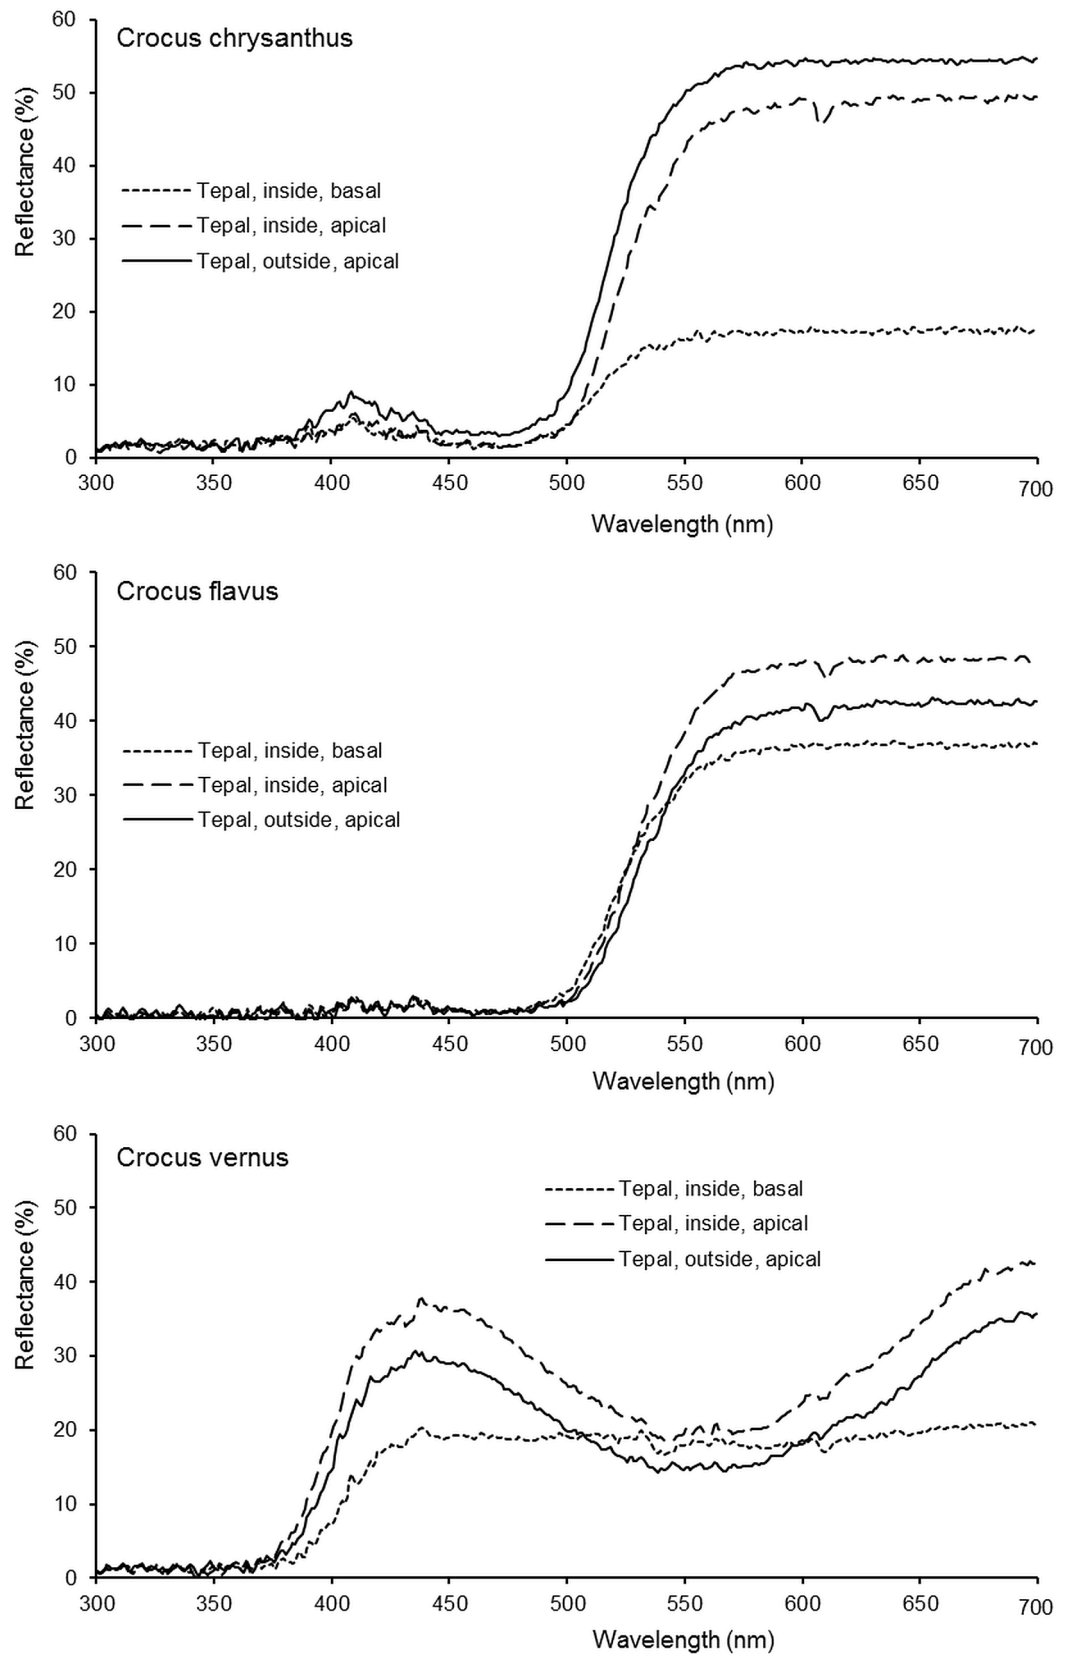 Crocus chrysanthus
Reflectance (%)
60
50
40
30
20
10
0
Tepal, inside, basal
Tepal, inside, apical
Tepal, outside, apical
300 350 400 450 500 550 600 650 700
Wavelength (nm)
Crocus flavus
Reflectance (%)
60
50
40
30
20
10
0
Tepal, inside, basal
Tepal, inside, apical
Tepal, outside, apical
300 350 400 450 500 550 600 650 700
Wavelength (nm)
Crocus vernus
Reflectance (%)
60
50
40
30
20
10
0
Tepal, inside, basal
Tepal, inside, apical
Tepal, outside, apical
300 350 400 450 500 550 600 650 700
Wavelength (nm)